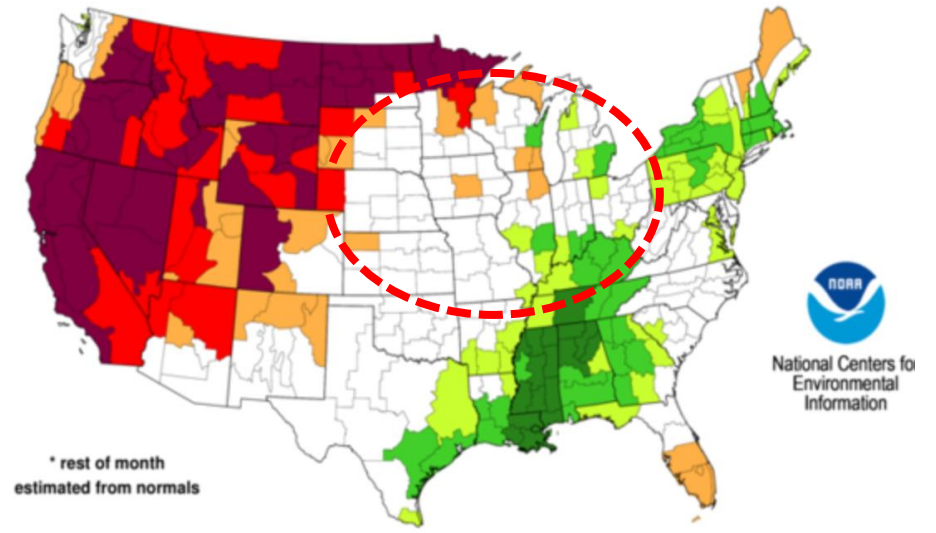 NOAA
National Centers for
Environmental
Information
* rest of month
estimated from normals